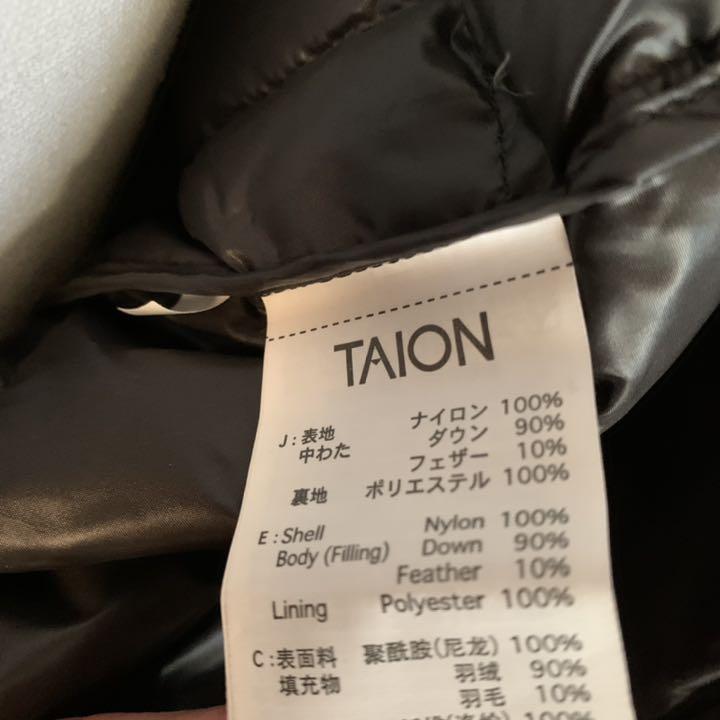 TAION
J:表地 ナイロン 100%
中わた ダウン 90%
フェザー 10%
裏地 ポリエステル 100%
E:Shell Nylon 100%
Body (Filling) Down 90%
Feather 10%
Lining Polyester 100%
C:表面料 聚酰胺(尼龙) 100%
填充物 羽绒 90%
羽毛 10%
100%